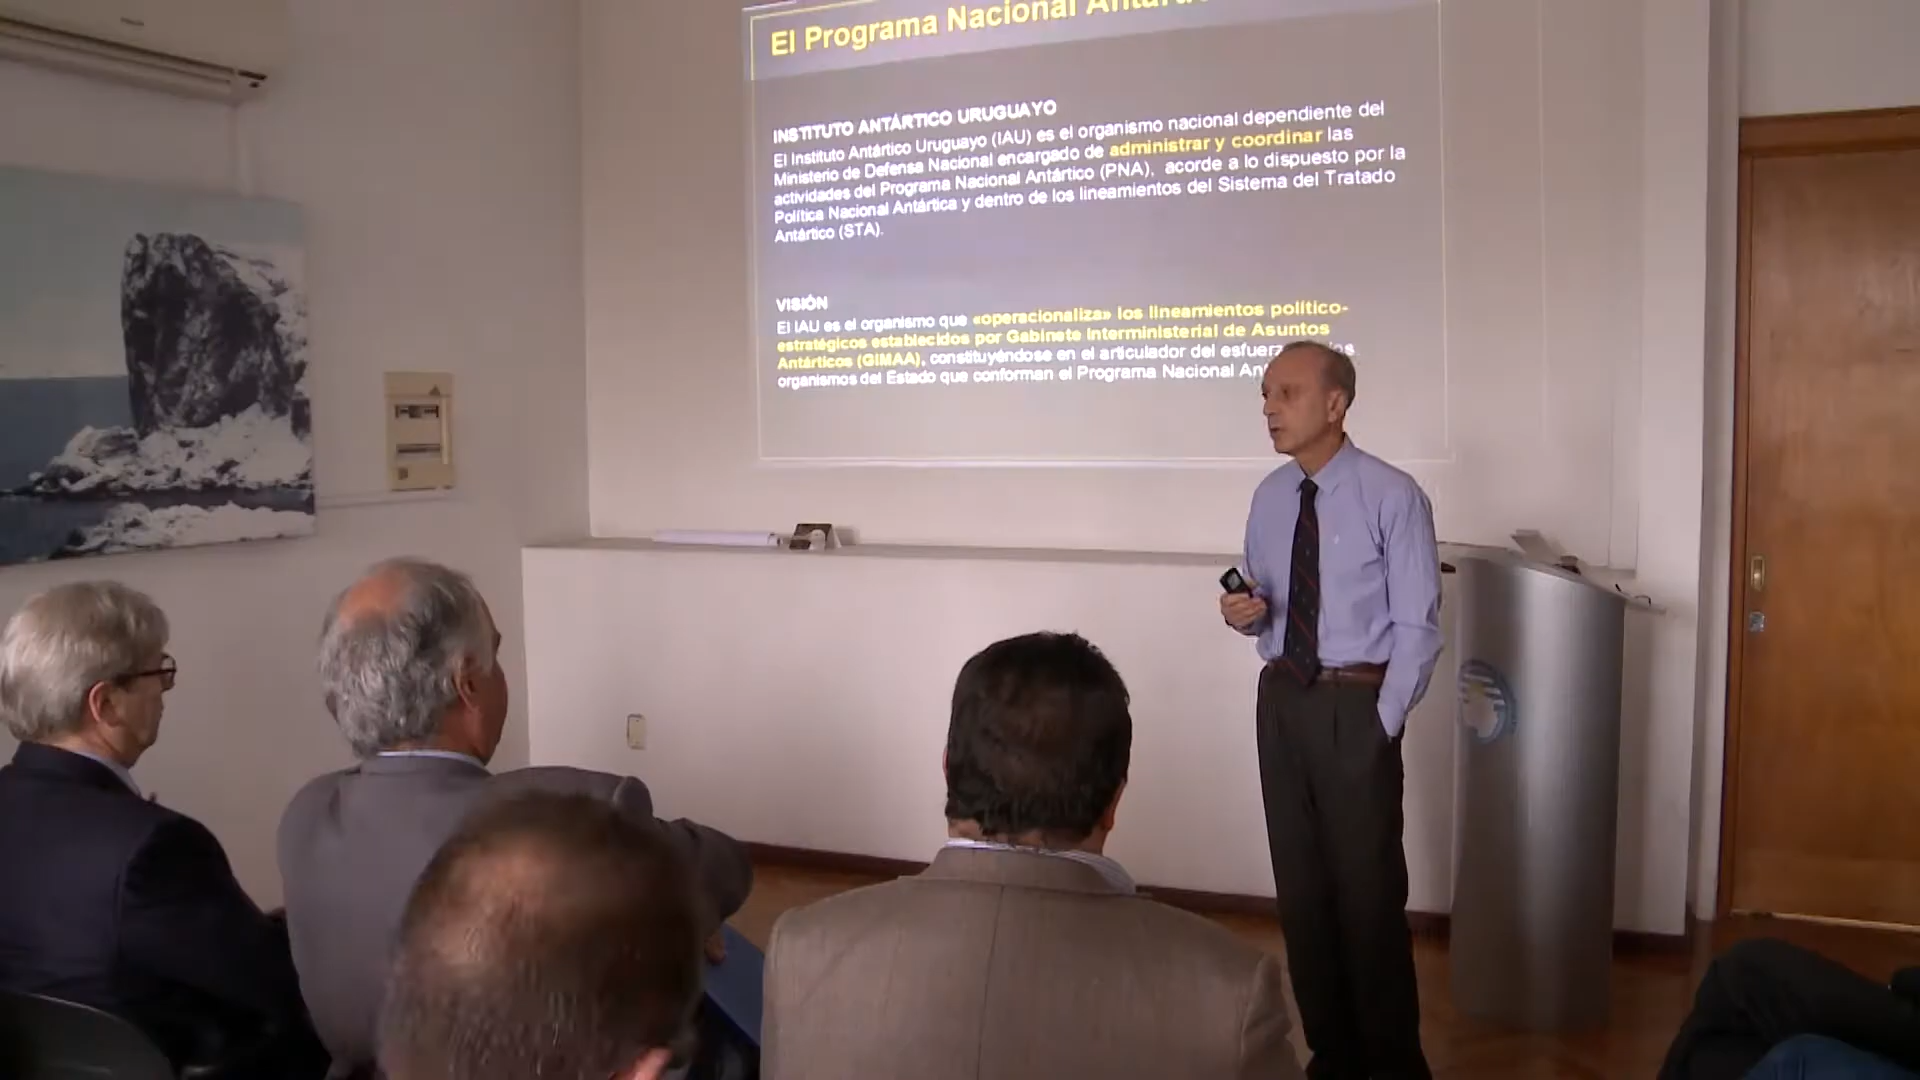 El Programa Nacional
INSTITUTO ANTÁRTICO URUGUAYO
El Instituto Antártico Uruguayo (IAU) es el organismo nacional dependiente del
Ministerio de Defensa Nacional encargado de administrar y coordinar las
actividades del Programa Nacional Antártico (PNA), acorde a lo dispuesto por la
Política Nacional Antártica y dentro de los lineamientos del Sistema del Tratado
Antártico (STA).
VISIÓN
El IAU es el organismo que «operacionaliza» los lineamientos político-
estratégicos establecidos por Gabinete Interministerial de Asuntos
Antárticos (GIMAA), constituyéndose en el articulador del
organismos del Estado que conforman el Programa Nacional